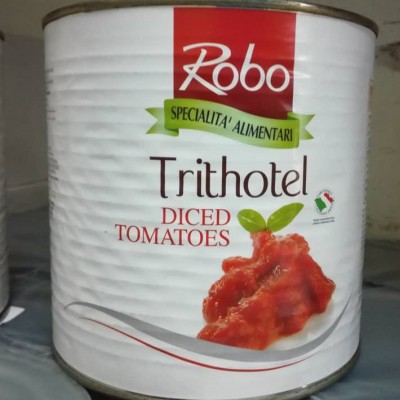 Robo
SPECIALITA' ALIMENTARI
Trithotel
DICED
TOMATOES